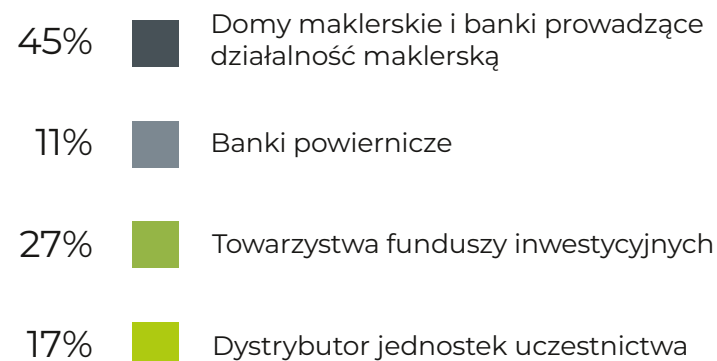 45% Domy maklerskie i banki prowadzące
działalność maklerską
11% Banki powiernicze
27% Towarzystwa funduszy inwestycyjnych
17% Dystrybutor jednostek uczestnictwa